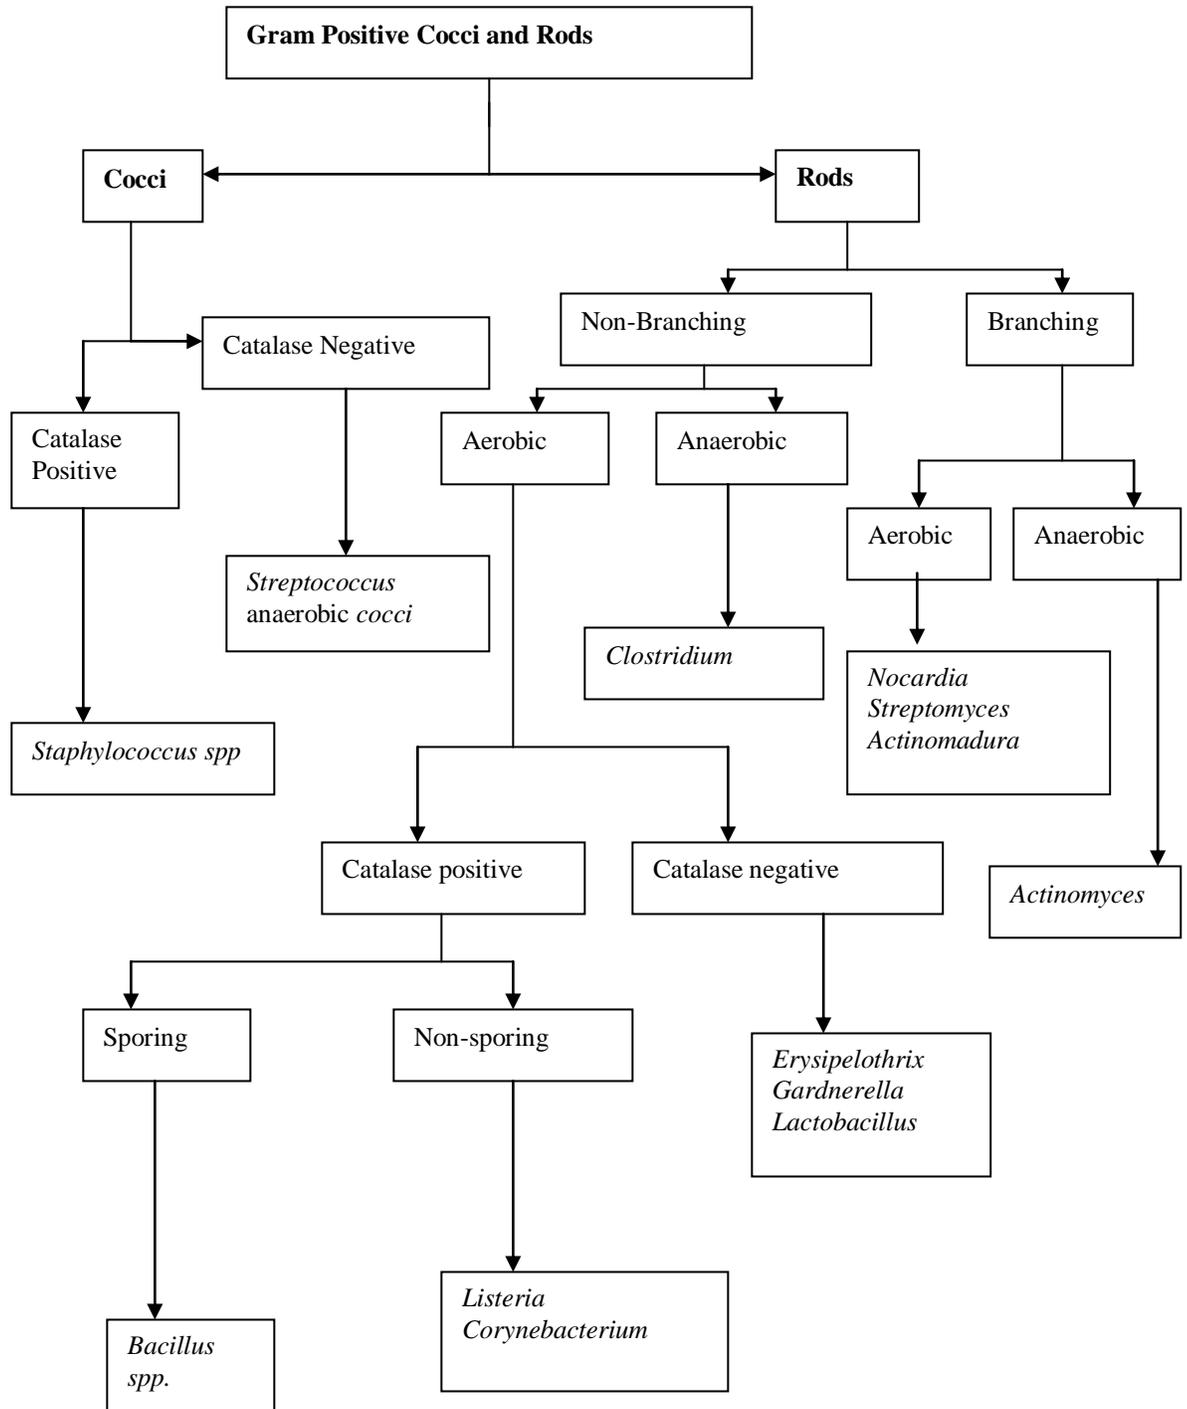 Gram Positive Cocci and Rods
Cocci
Rods
Non-Branching
Branching
Catalase Negative
Catalase
Positive
Aerobic
Anaerobic
Aerobic
Anaerobic
Streptococcus
anaerobic cocci
Clostridium
Nocardia
Streptomyces
Actinomadura
Staphylococcus spp
Catalase positive
Catalase negative
Actinomyces
Sporing
Non-sporing
Erysipelothrix
Gardnerella
Lactobacillus
Listeria
Corynebacterium
Bacillus
spp.